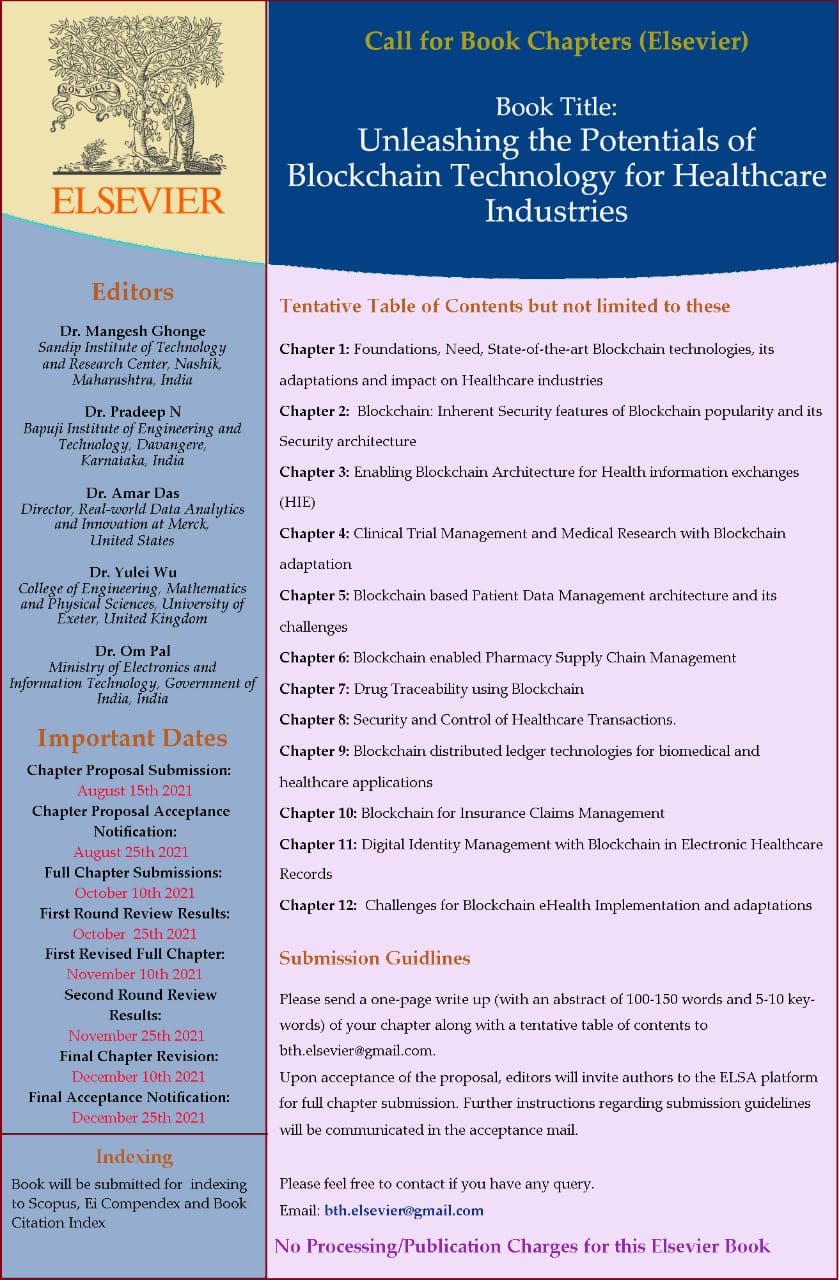 NON SOLUS
ELSEVIER
Call for Book Chapters (Elsevier)
Book Title:
Unleashing the Potentials of
Blockchain Technology for Healthcare
Industries
Editors
Dr. Mangesh Ghonge
Sandip Institute of Technology
and Research Center, Nashik,
Maharashtra, India
Dr. Pradeep N
Bapuji Institute of Engineering and
Technology, Davangere,
Karnataka, India
Dr. Amar Das
Director, Real-world Data Analytics
and Innovation at Merck,
United States
Dr. Yulei Wu
College of Engineering, Mathematics
and Physical Sciences, University of
Exeter, United Kingdom
Dr. Om Pal
Ministry of Electronics and
Information Technology, Government of
India, India
Important Dates
Chapter Proposal Submission:
August 15th 2021
Chapter Proposal Acceptance
Notification:
August 25th 2021
Full Chapter Submissions:
October 10th 2021
First Round Review Results:
October 25th 2021
First Revised Full Chapter:
November 10th 2021
Second Round Review
Results:
November 25th 2021
Final Chapter Revision:
December 10th 2021
Final Acceptance Notification:
December 25th 2021
Indexing
Book will be submitted for indexing
to Scopus, Ei Compendex and Book
Citation Index
Tentative Table of Contents but not limited to these
Chapter 1: Foundations, Need, State-of-the-art Blockchain technologies, its
adaptations and impact on Healthcare industries
Chapter 2: Blockchain: Inherent Security features of Blockchain popularity and its
Security architecture
Chapter 3: Enabling Blockchain Architecture for Health information exchanges
(HIE)
Chapter 4: Clinical Trial Management and Medical Research with Blockchain
adaptation
Chapter 5: Blockchain based Patient Data Management architecture and its
challenges
Chapter 6: Blockchain enabled Pharmacy Supply Chain Management
Chapter 7: Drug Traceability using Blockchain
Chapter 8: Security and Control of Healthcare Transactions.
Chapter 9: Blockchain distributed ledger technologies for biomedical and
healthcare applications
Chapter 10: Blockchain for Insurance Claims Management
Chapter 11: Digital Identity Management with Blockchain in Electronic Healthcare
Records
Chapter 12: Challenges for Blockchain eHealth Implementation and adaptations
Submission Guidlines
Please send a one-page write up (with an abstract of 100-150 words and 5-10 key-
words) of your chapter along with a tentative table of contents to
bth.elsevier@gmail.com.
Upon acceptance of the proposal, editors will invite authors to the ELSA platform
for full chapter submission. Further instructions regarding submission guidelines
will be communicated in the acceptance mail.
Please feel free to contact if you have any query.
Email: bth.elsevier@gmail.com
No Processing/Publication Charges for this Elsevier Book